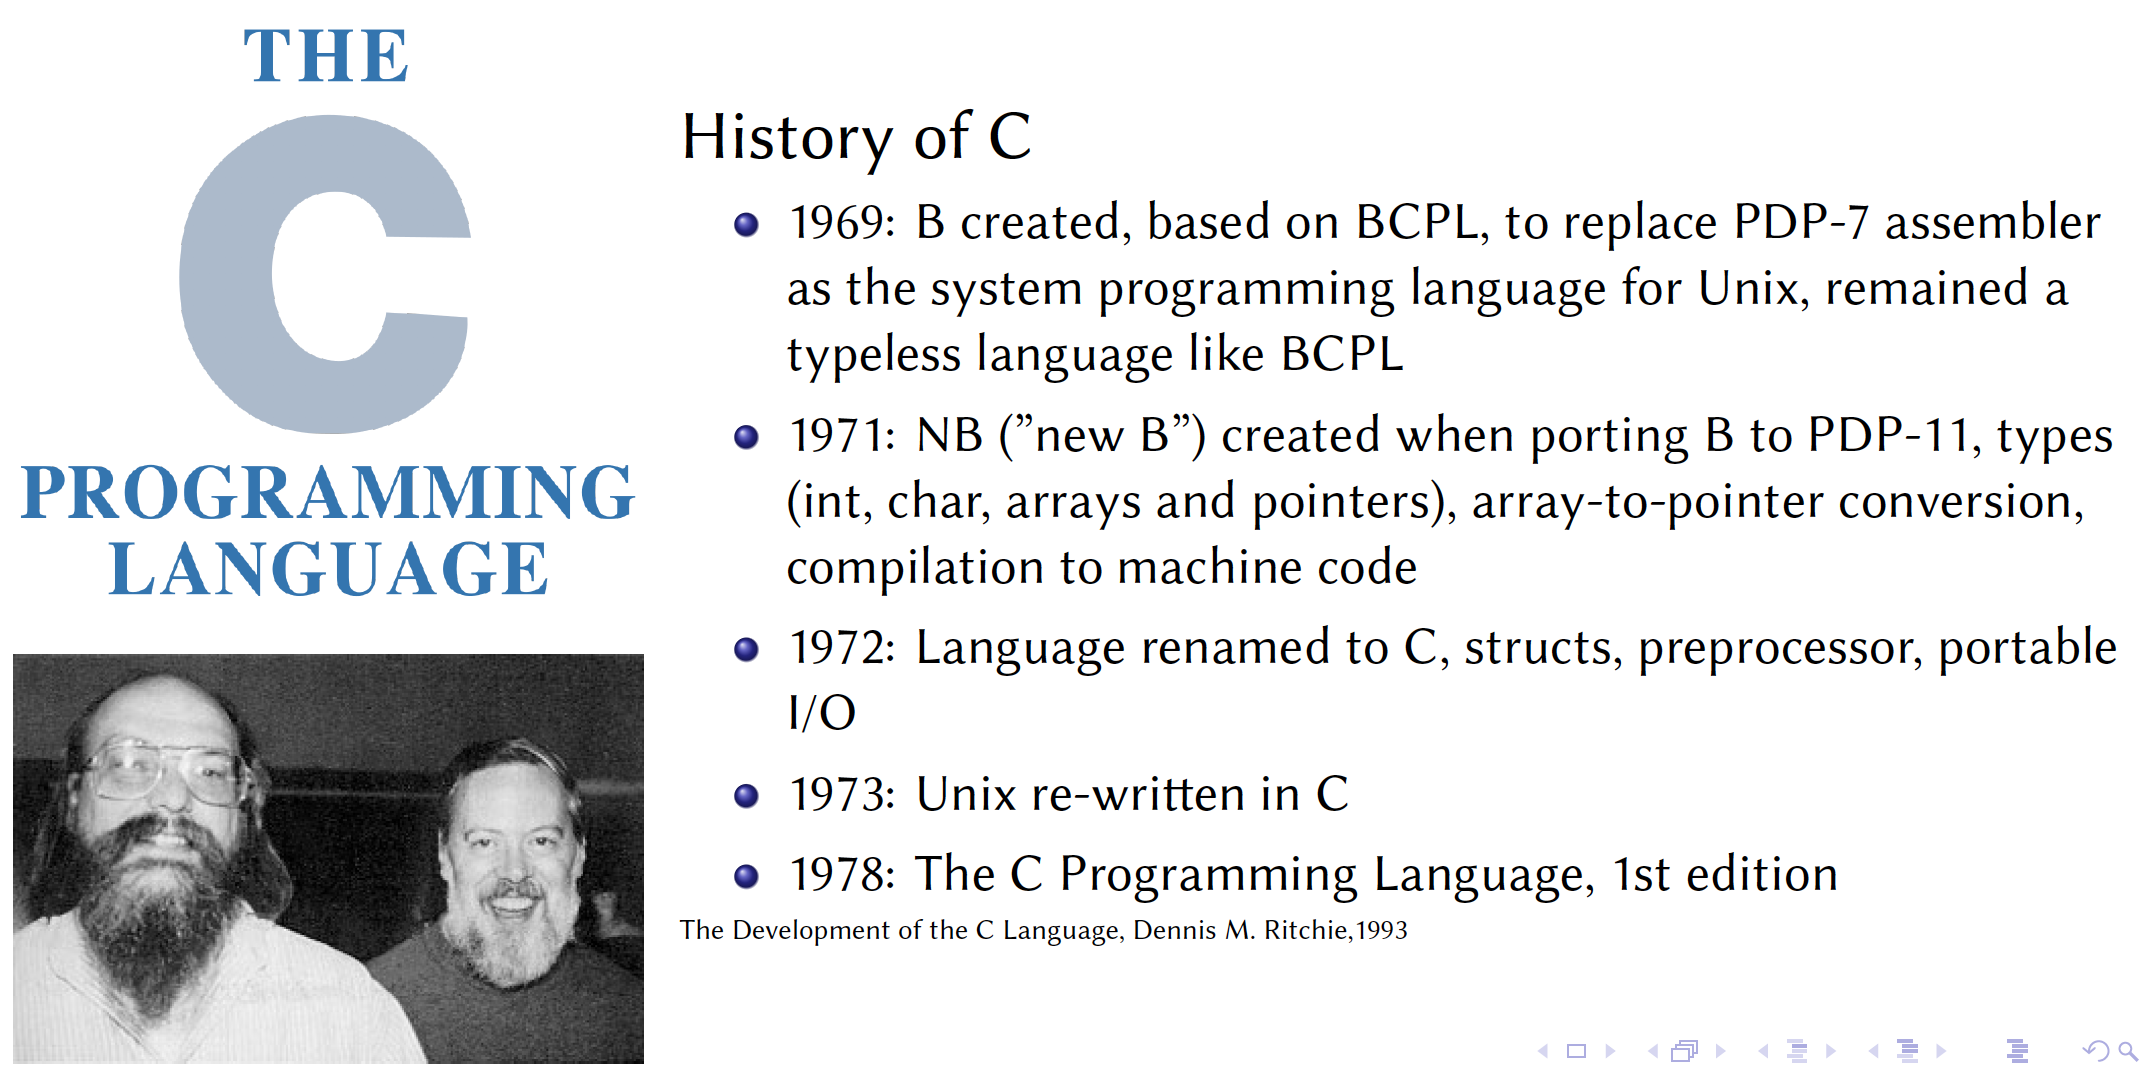 THE
C
PROGRAMMING
LANGUAGE
History of C
1969: B created, based on BCPL, to replace PDP-7 assembler
as the system programming language for Unix, remained a
typeless language like BCPL
1971: NB (”new B”) created when porting B to PDP-11, types
(int, char, arrays and pointers), array-to-pointer conversion,
compilation to machine code
1972: Language renamed to C, structs, preprocessor, portable
I/O
1973: Unix re-written in C
1978: The C Programming Language, 1st edition
The Development of the C Language, Dennis M. Ritchie,1993